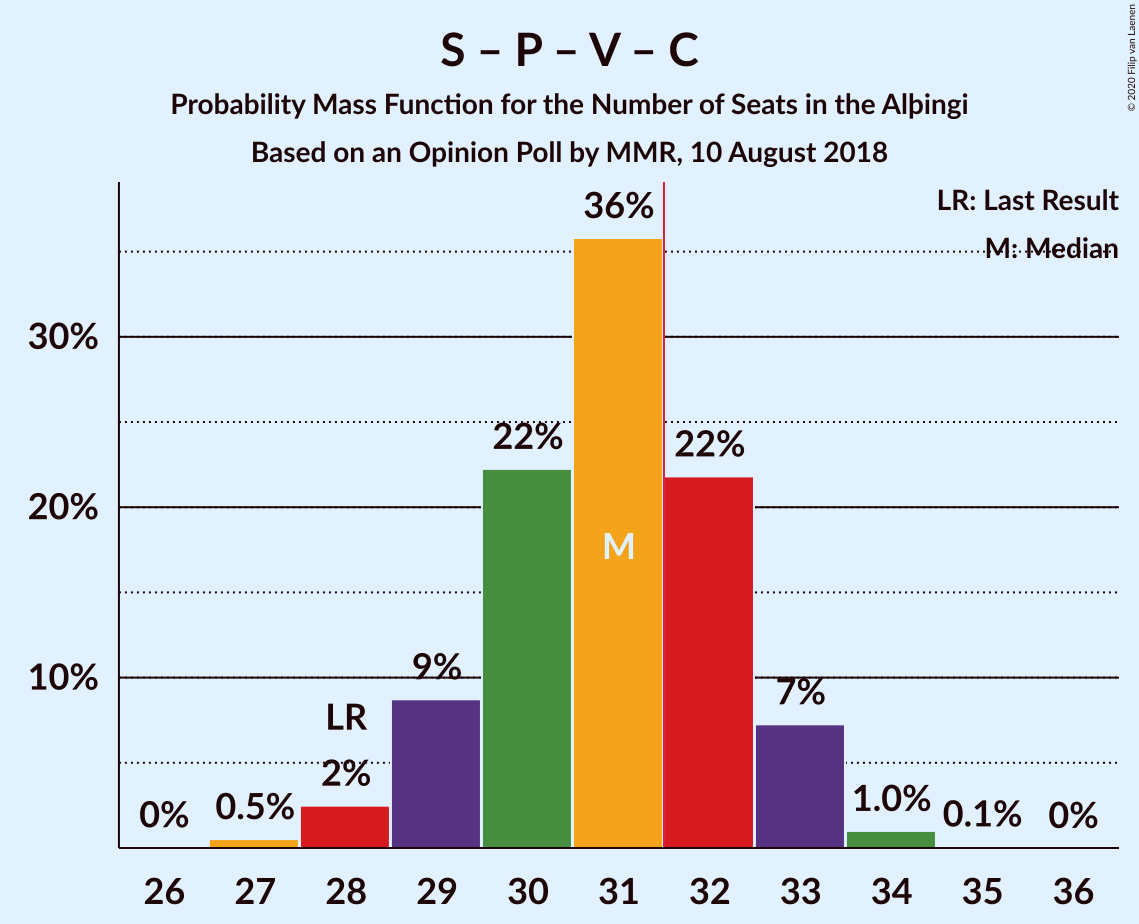 S – P – V – C
Probability Mass Function for the Number of Seats in the Alþingi
Based on an Opinion Poll by MMR, 10 August 2018
© 2020 Filip van Laenen
LR: Last Result
M: Median
36%
30%
22%
22%
20%
M
10%
9%
7%
LR
2%
0%
0.5%
1.0%
0.1%
0%
26 27 28 29 30 31 32 33 34 35 36